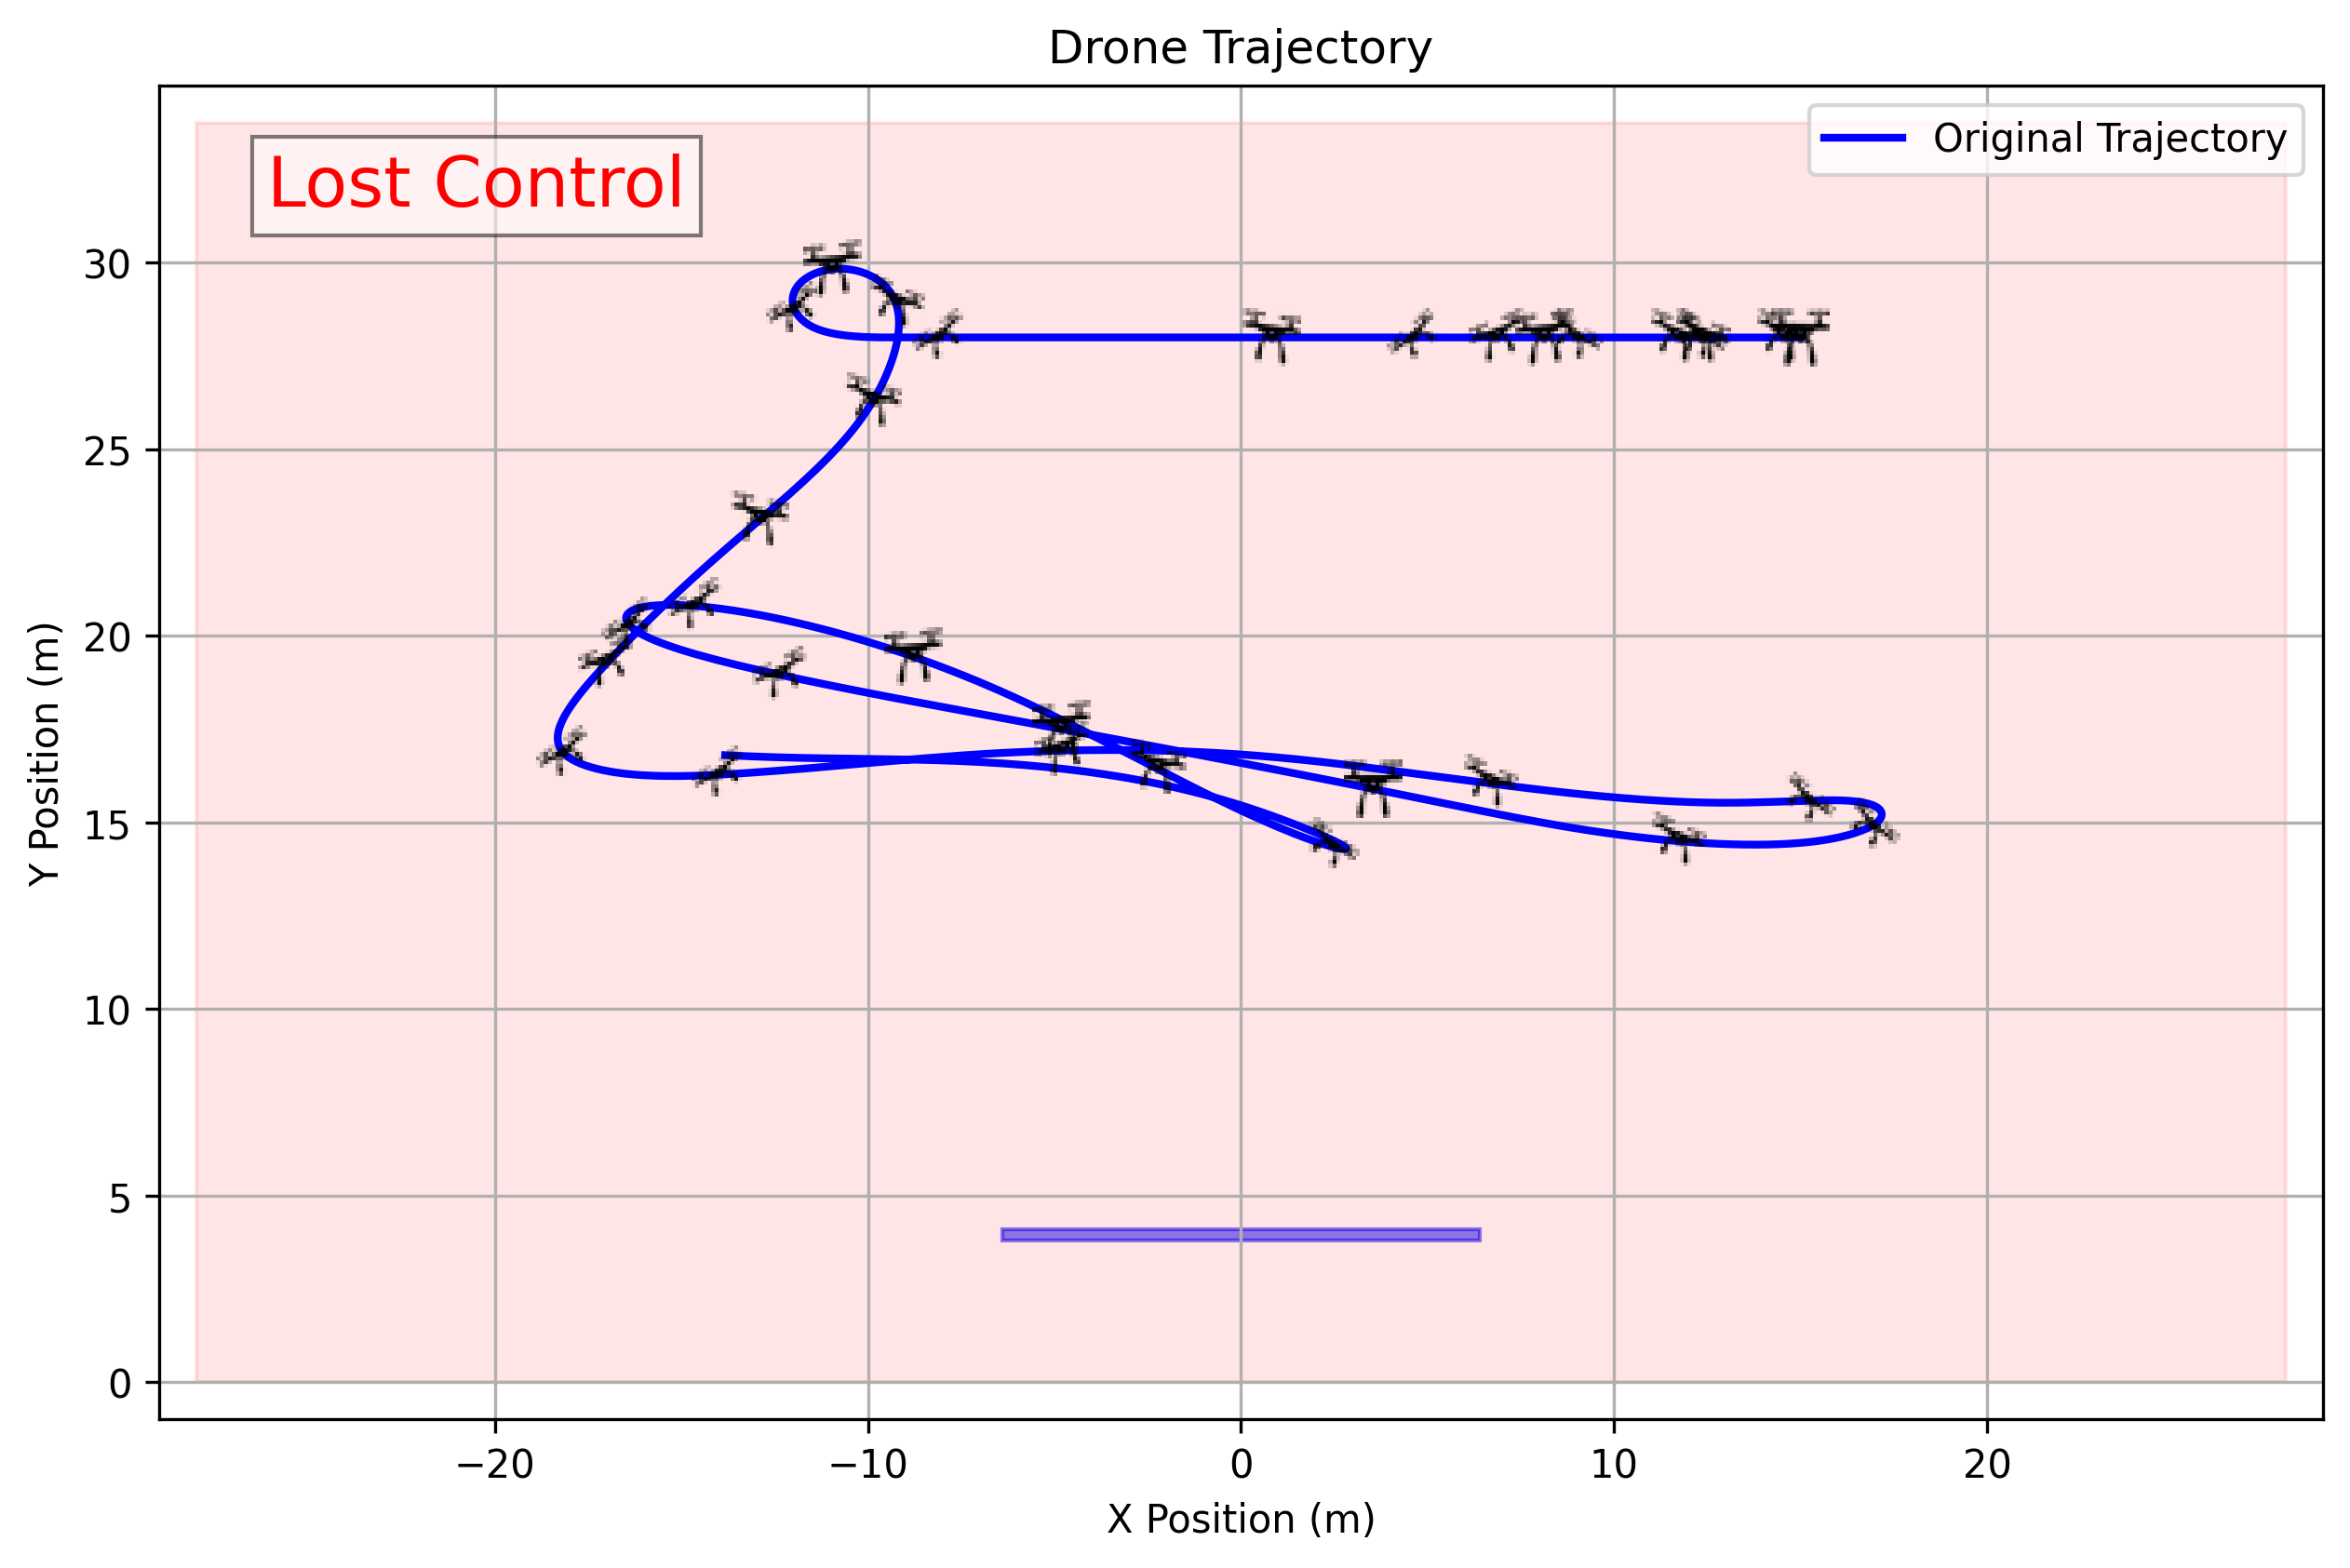 Drone Trajectory
Lost Control
Original Trajectory
Y Position (m)
30
25
20
15
10
5
0
−20 −10 0 10 20
X Position (m)